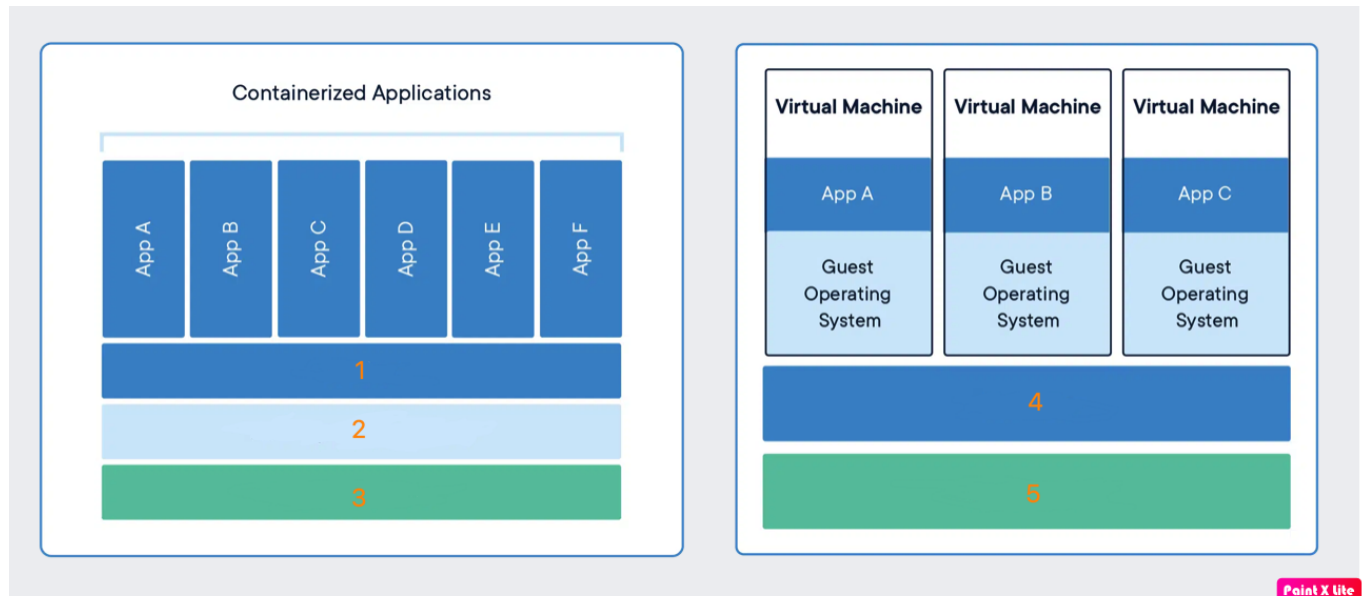 Containerized Applications
App A
App B
App C
App D
App E
App F
1
2
3
Virtual Machine
App A
Guest
Operating
System
Virtual Machine
App B
Guest
Operating
System
Virtual Machine
App C
Guest
Operating
System
4
5
Paint X Lite